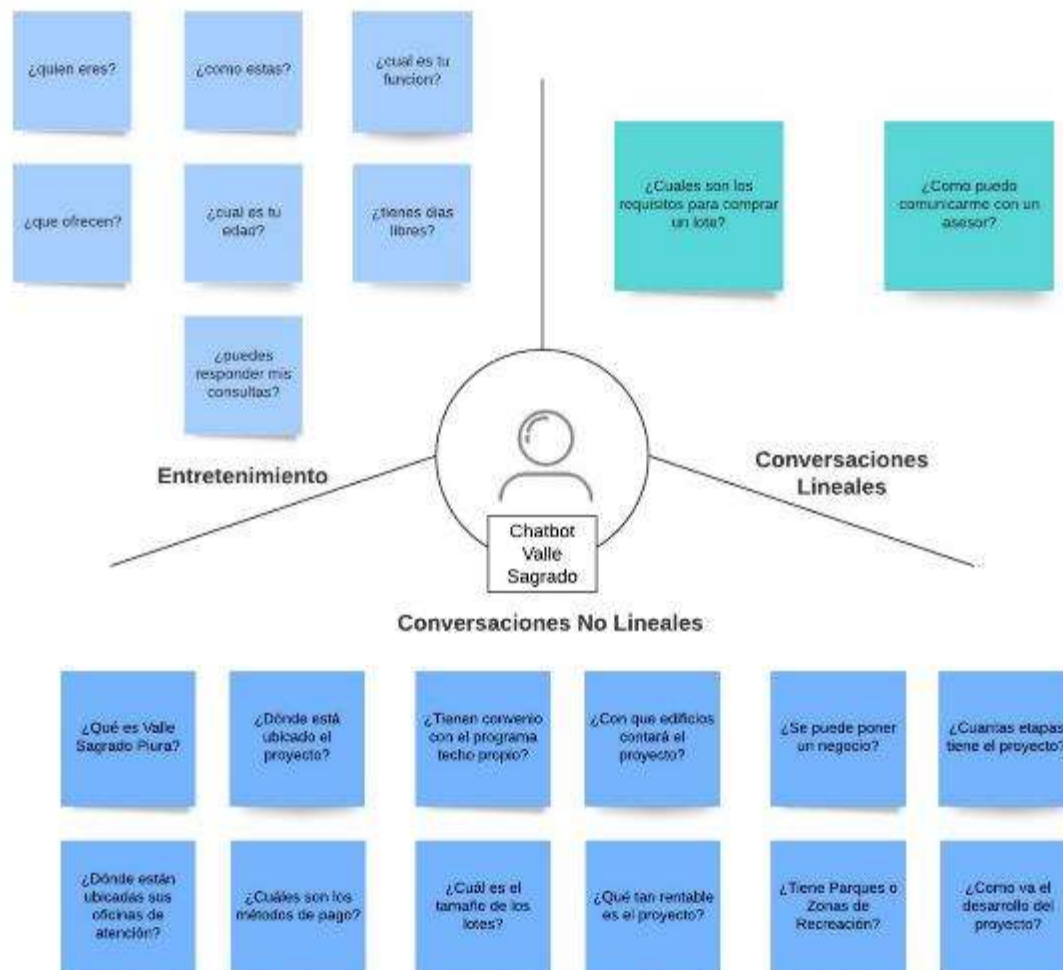 ¿quien eres?
¿como estas?
¿cual es tu
funcion?
¿que ofrecen?
¿cual es tu
edad?
¿tienes dias
libres?
¿puedes
responder mis
consultas?
Entretenimiento
¿Cuales son los
requisitos para comprar
un lote?
¿Como puedo
comunicarme con un
asesor?
Conversaciones
Lineales
Chatbot
Valle
Sagrado
Conversaciones No Lineales
¿Qué es Valle
Sagrado Piura?
¿Dónde está
ubicado el
proyecto?
¿Tienen convenio
con el programa
techo propio?
¿Con que edificios
contará el
proyecto?
¿Se puede poner
un negocio?
¿Cuantas etapas
tiene el proyecto?
¿Dónde están
ubicadas sus
oficinas de
atención?
¿Cuáles son los
métodos de pago?
¿Cuál es el
tamaño de los
lotes?
¿Qué tan rentable
es el proyecto?
¿Tiene Parques o
Zonas de
Recreación?
¿Como va el
desarrollo del
proyecto?